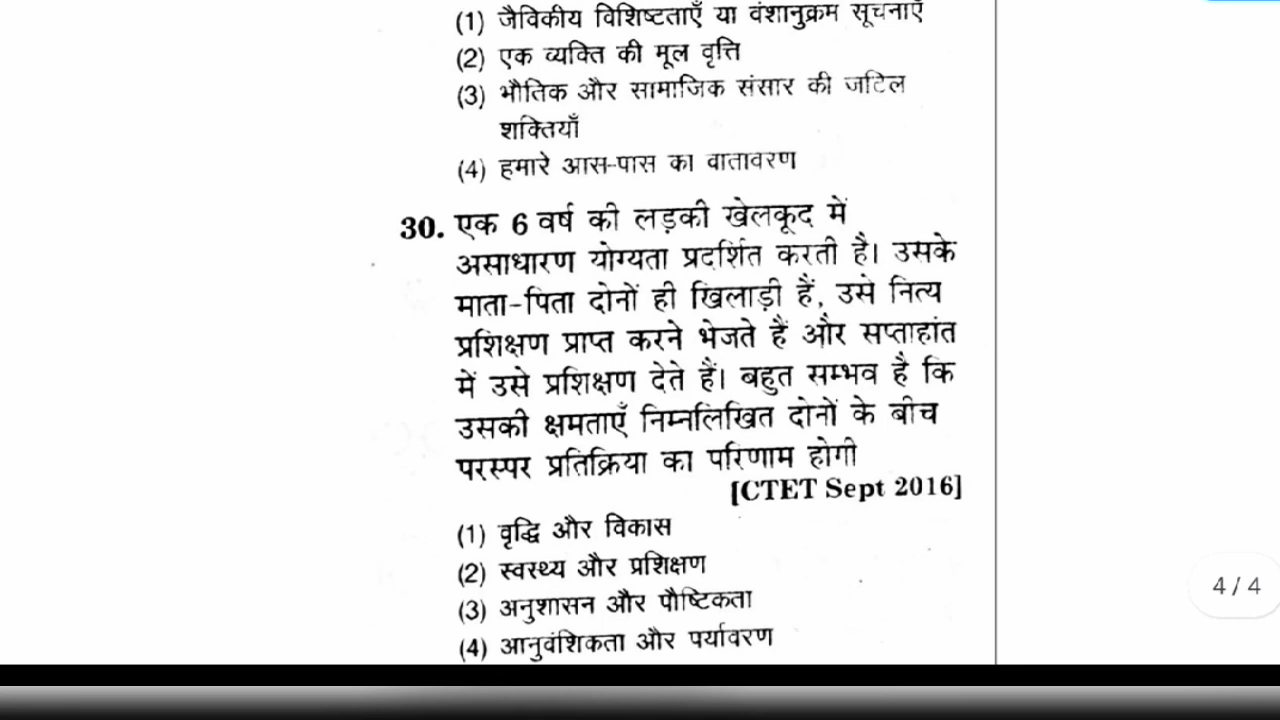 (1) जैविकीय विशिष्टताएँ या वंशानुक्रम सूचनाएँ
(2) एक व्यक्ति की मूल वृत्ति
(3) भौतिक और सामाजिक संसार की जटिल
शक्तियाँ
(4) हमारे आस-पास का वातावरण
30. एक 6 वर्ष की लड़की खेलकूद में
असाधारण योग्यता प्रदर्शित करती है। उसके
माता-पिता दोनों ही खिलाड़ी हैं, उसे नित्य
प्रशिक्षण प्राप्त करने भेजते हैं और सप्ताहांत
में उसे प्रशिक्षण देते हैं। बहुत सम्भव है कि
उसकी क्षमताएँ निम्नलिखित दोनों के बीच
परस्पर प्रतिक्रिया का परिणाम होगी
[CTET Sept 2016]
(1) वृद्धि और विकास
(2) स्वस्थ्य और प्रशिक्षण
(3) अनुशासन और पौष्टिकता
(4) आनुवंशिकता और पर्यावरण
4 / 4